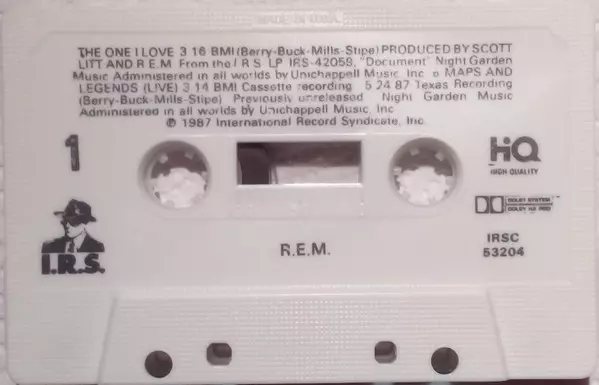 MADE IN U.S.A.
THE ONE I LOVE 3 16 BMI (Berry-Buck-Mills-Stipe) PRODUCED BY SCOTT
LITT AND R.E.M. From the I R S LP IRS-42059, "Document" Night Garden
Music Administered in all worlds by Unichappell Music, Inc o MAPS AND
LEGENDS (LIVE) 3 14 BMI Cassette recording 5 24 87 Texas Recording
(Berry-Buck-Mills-Stipe) Previously unreleased Night Garden Music
Administered in all worlds by Unichappell Music, Inc
℗ 1987 International Record Syndicate, Inc.
1
HQ
HIGH QUALITY
DOLBY SYSTEM
DOLBY HX PRO
I.R.S.
R.E.M.
IRSC
53204